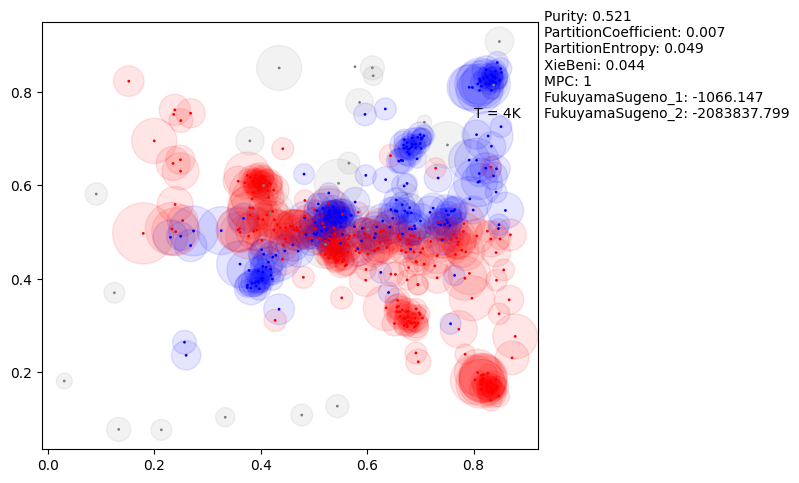 Purity: 0.521
PartitionCoefficient: 0.007
PartitionEntropy: 0.049
XieBeni: 0.044
MPC: 1
FukuyamaSugeno_1: -1066.147
FukuyamaSugeno_2: -2083837.799
T = 4K
0.8
0.6
0.4
0.2
0.0 0.2 0.4 0.6 0.8